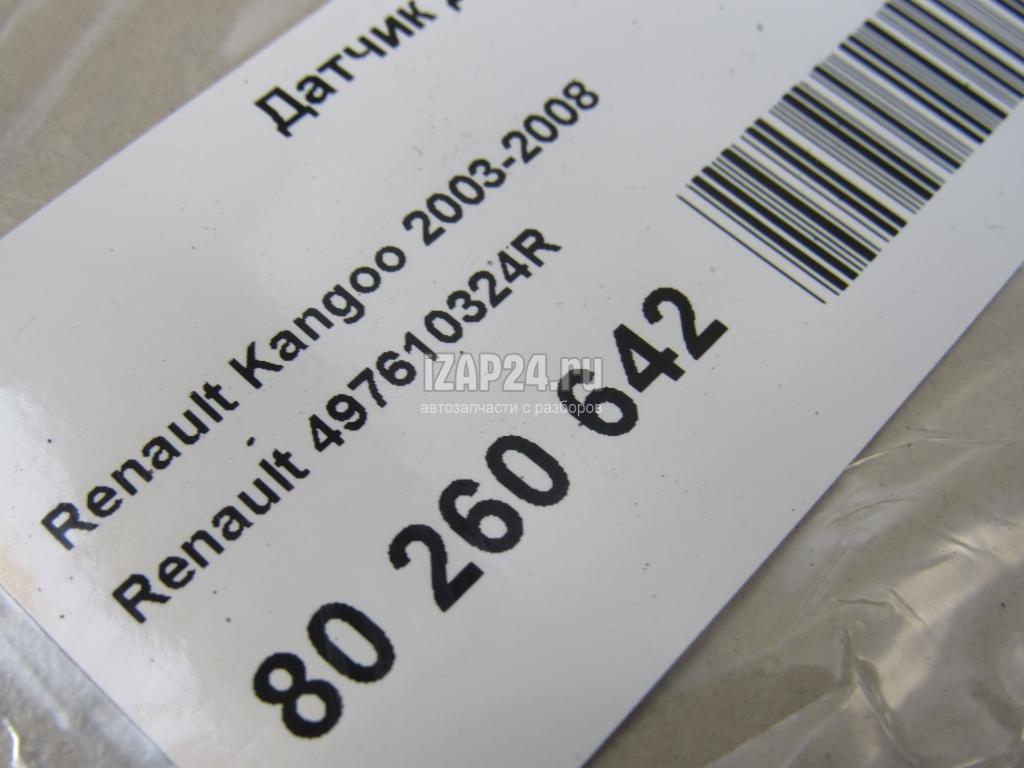 Датчик
Renault Kangoo 2003-2008
Renault 497610324R
80 260 642
IZAP24.ru
автозапчасти с разборов